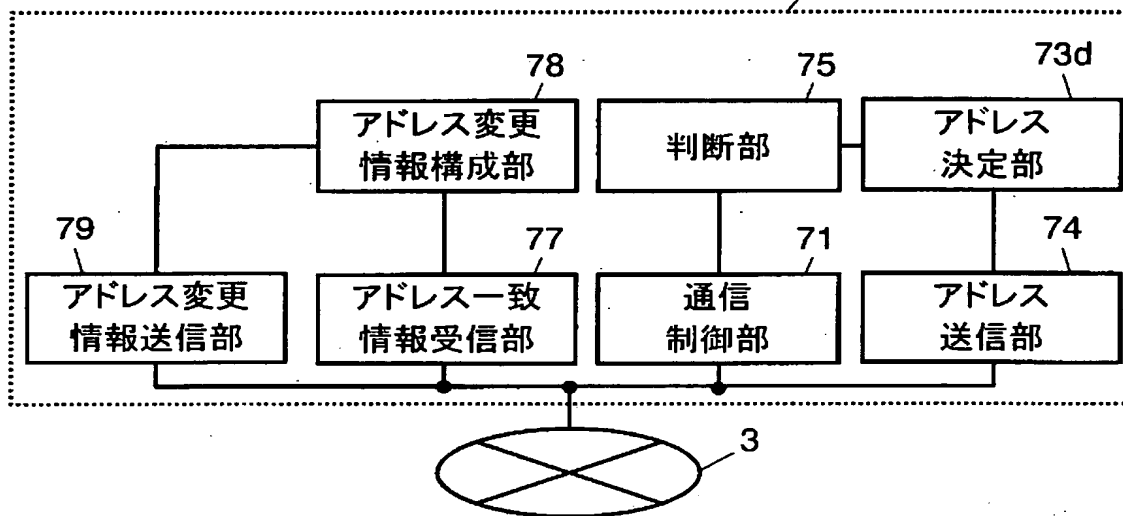 78
75
73d
アドレス変更
情報構成部
判断部
アドレス
決定部
79
77
71
74
アドレス変更
情報送信部
アドレス一致
情報受信部
通信
制御部
アドレス
送信部
3